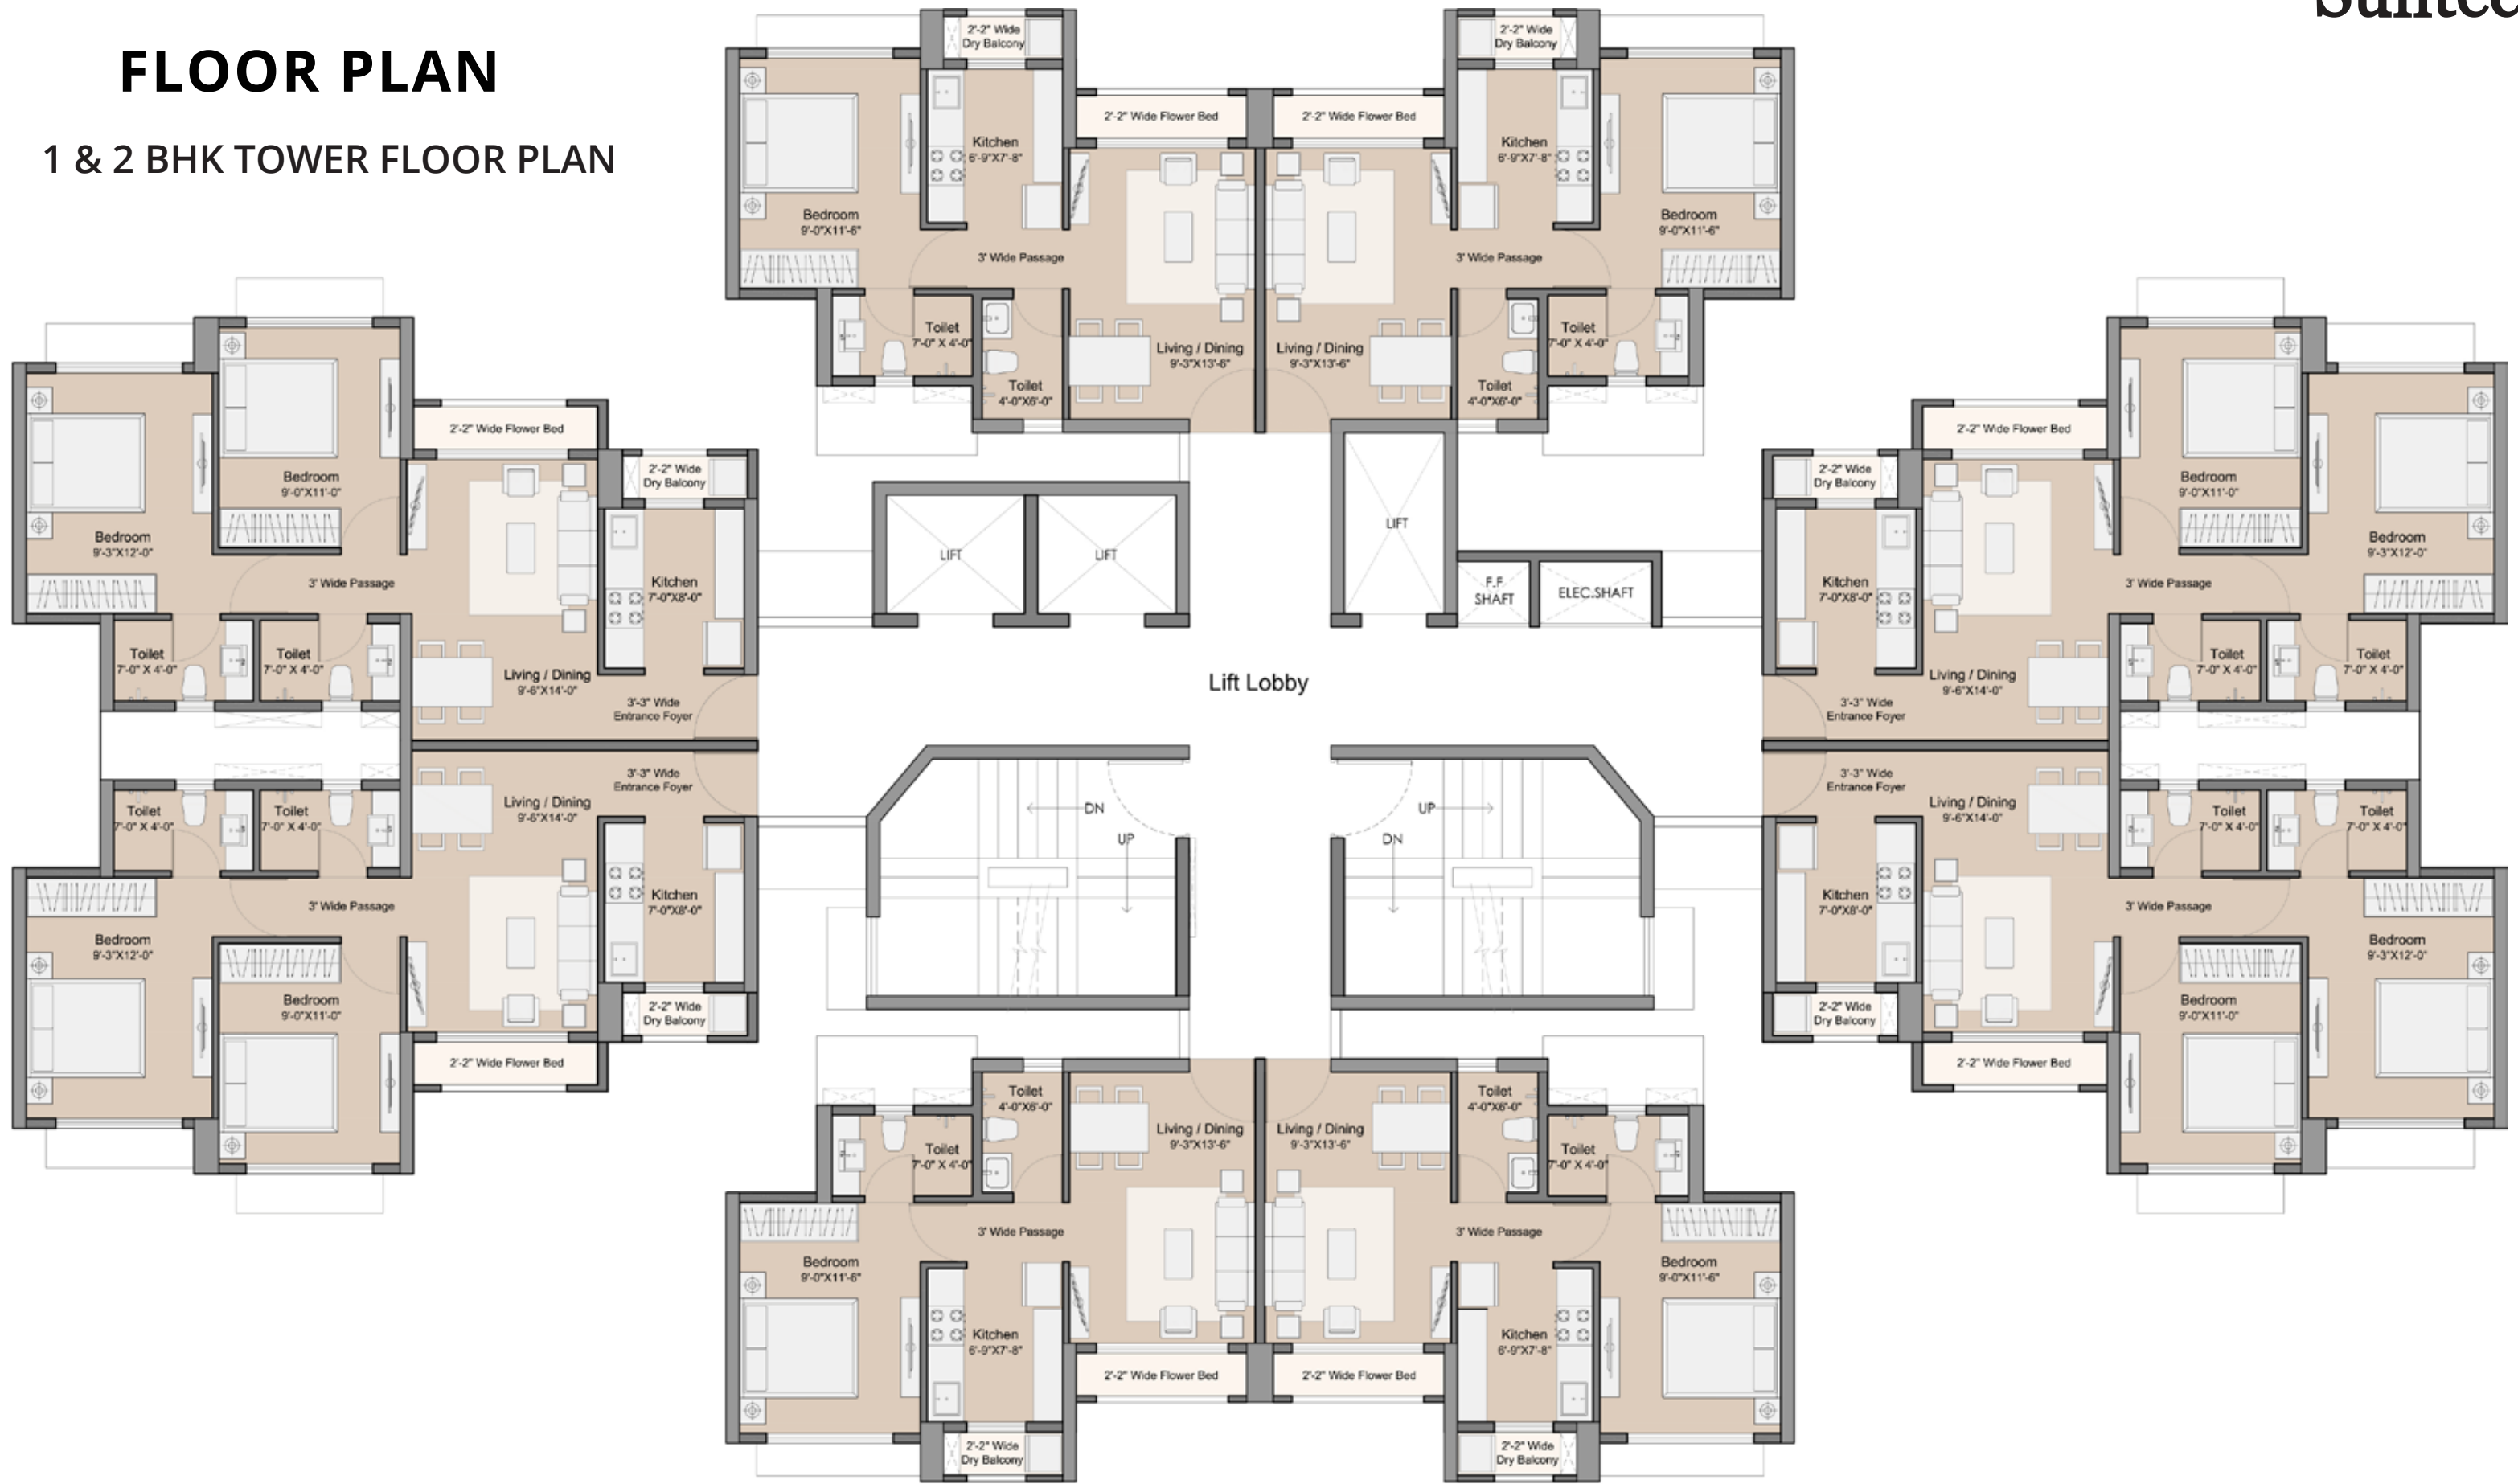 FLOOR PLAN
1 & 2 BHK TOWER FLOOR PLAN
2'-2" Wide
Dry Balcony
Kitchen
6'-9"X7'-8"
2'-2" Wide Flower Bed
Bedroom
9'-0"X11'-6"
3' Wide Passage
Toilet
7'-0" X 4'-0"
Toilet
4'-0"X6'-0"
Living / Dining
9'-3"X13'-6"
2'-2" Wide
Dry Balcony
2'-2" Wide Flower Bed
Kitchen
6'-9"X7'-8"
Bedroom
9'-0"X11'-6"
3' Wide Passage
Living / Dining
9'-3"X13'-6"
Toilet
4'-0"X6'-0"
Toilet
7'-0" X 4'-0"
Bedroom
9'-3"X12'-0"
Bedroom
9'-0"X11'-0"
2'-2" Wide Flower Bed
2'-2" Wide
Dry Balcony
3' Wide Passage
Kitchen
7'-0"X8'-0"
Toilet
7'-0" X 4'-0"
Toilet
7'-0" X 4'-0"
Living / Dining
9'-6"X14'-0"
3'-3" Wide
Entrance Foyer
LIFT
LIFT
LIFT
F.F
SHAFT
ELEC.SHAFT
Lift Lobby
2'-2" Wide Flower Bed
2'-2" Wide
Dry Balcony
Bedroom
9'-0"X11'-0"
Bedroom
9'-3"X12'-0"
Kitchen
7'-0"X8'-0"
3' Wide Passage
Living / Dining
9'-6"X14'-0"
3'-3" Wide
Entrance Foyer
Toilet
7'-0" X 4'-0"
Toilet
7'-0" X 4'-0"
Toilet
7'-0" X 4'-0"
Toilet
7'-0" X 4'-0"
Living / Dining
9'-6"X14'-0"
3'-3" Wide
Entrance Foyer
3' Wide Passage
Kitchen
7'-0"X8'-0"
Bedroom
9'-3"X12'-0"
Bedroom
9'-0"X11'-0"
2'-2" Wide
Dry Balcony
2'-2" Wide Flower Bed
DN
UP
UP
DN
3'-3" Wide
Entrance Foyer
Living / Dining
9'-6"X14'-0"
Toilet
7'-0" X 4'-0"
Toilet
7'-0" X 4'-0"
Kitchen
7'-0"X8'-0"
3' Wide Passage
Bedroom
9'-3"X12'-0"
Bedroom
9'-0"X11'-0"
2'-2" Wide
Dry Balcony
2'-2" Wide Flower Bed
Toilet
4'-0"X6'-0"
Toilet
7'-0" X 4'-0"
Living / Dining
9'-3"X13'-6"
3' Wide Passage
Bedroom
9'-0"X11'-6"
Kitchen
6'-9"X7'-8"
2'-2" Wide Flower Bed
2'-2" Wide
Dry Balcony
Living / Dining
9'-3"X13'-6"
Toilet
4'-0"X6'-0"
Toilet
7'-0" X 4'-0"
3' Wide Passage
Bedroom
9'-0"X11'-6"
Kitchen
6'-9"X7'-8"
2'-2" Wide Flower Bed
2'-2" Wide
Dry Balcony